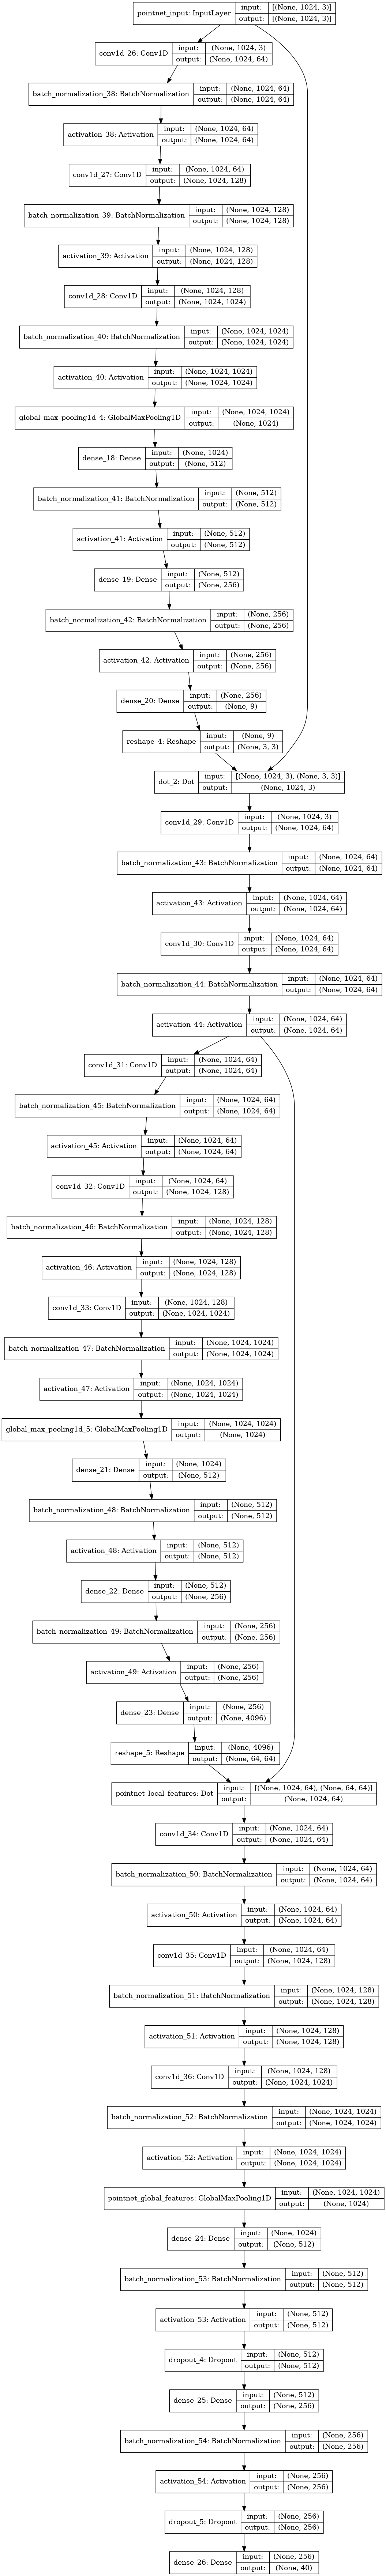 pointnet_input: InputLayer input: [(None, 1024, 3)]
output: [(None, 1024, 3)]
conv1d_26: Conv1D input: (None, 1024, 3)
output: (None, 1024, 64)
batch_normalization_38: BatchNormalization input: (None, 1024, 64)
output: (None, 1024, 64)
activation_38: Activation input: (None, 1024, 64)
output: (None, 1024, 64)
conv1d_27: Conv1D input: (None, 1024, 64)
output: (None, 1024, 128)
batch_normalization_39: BatchNormalization input: (None, 1024, 128)
output: (None, 1024, 128)
activation_39: Activation input: (None, 1024, 128)
output: (None, 1024, 128)
conv1d_28: Conv1D input: (None, 1024, 128)
output: (None, 1024, 1024)
batch_normalization_40: BatchNormalization input: (None, 1024, 1024)
output: (None, 1024, 1024)
activation_40: Activation input: (None, 1024, 1024)
output: (None, 1024, 1024)
global_max_pooling1d_4: GlobalMaxPooling1D input: (None, 1024, 1024)
output: (None, 1024)
dense_18: Dense input: (None, 1024)
output: (None, 512)
batch_normalization_41: BatchNormalization input: (None, 512)
output: (None, 512)
activation_41: Activation input: (None, 512)
output: (None, 512)
dense_19: Dense input: (None, 512)
output: (None, 256)
batch_normalization_42: BatchNormalization input: (None, 256)
output: (None, 256)
activation_42: Activation input: (None, 256)
output: (None, 256)
dense_20: Dense input: (None, 256)
output: (None, 9)
reshape_4: Reshape input: (None, 9)
output: (None, 3, 3)
dot_2: Dot input: [(None, 1024, 3), (None, 3, 3)]
output: (None, 1024, 3)
conv1d_29: Conv1D input: (None, 1024, 3)
output: (None, 1024, 64)
batch_normalization_43: BatchNormalization input: (None, 1024, 64)
output: (None, 1024, 64)
activation_43: Activation input: (None, 1024, 64)
output: (None, 1024, 64)
conv1d_30: Conv1D input: (None, 1024, 64)
output: (None, 1024, 64)
batch_normalization_44: BatchNormalization input: (None, 1024, 64)
output: (None, 1024, 64)
activation_44: Activation input: (None, 1024, 64)
output: (None, 1024, 64)
conv1d_31: Conv1D input: (None, 1024, 64)
output: (None, 1024, 64)
batch_normalization_45: BatchNormalization input: (None, 1024, 64)
output: (None, 1024, 64)
activation_45: Activation input: (None, 1024, 64)
output: (None, 1024, 64)
conv1d_32: Conv1D input: (None, 1024, 64)
output: (None, 1024, 128)
batch_normalization_46: BatchNormalization input: (None, 1024, 128)
output: (None, 1024, 128)
activation_46: Activation input: (None, 1024, 128)
output: (None, 1024, 128)
conv1d_33: Conv1D input: (None, 1024, 128)
output: (None, 1024, 1024)
batch_normalization_47: BatchNormalization input: (None, 1024, 1024)
output: (None, 1024, 1024)
activation_47: Activation input: (None, 1024, 1024)
output: (None, 1024, 1024)
global_max_pooling1d_5: GlobalMaxPooling1D input: (None, 1024, 1024)
output: (None, 1024)
dense_21: Dense input: (None, 1024)
output: (None, 512)
batch_normalization_48: BatchNormalization input: (None, 512)
output: (None, 512)
activation_48: Activation input: (None, 512)
output: (None, 512)
dense_22: Dense input: (None, 512)
output: (None, 256)
batch_normalization_49: BatchNormalization input: (None, 256)
output: (None, 256)
activation_49: Activation input: (None, 256)
output: (None, 256)
dense_23: Dense input: (None, 256)
output: (None, 4096)
reshape_5: Reshape input: (None, 4096)
output: (None, 64, 64)
pointnet_local_features: Dot input: [(None, 1024, 64), (None, 64, 64)]
output: (None, 1024, 64)
conv1d_34: Conv1D input: (None, 1024, 64)
output: (None, 1024, 64)
batch_normalization_50: BatchNormalization input: (None, 1024, 64)
output: (None, 1024, 64)
activation_50: Activation input: (None, 1024, 64)
output: (None, 1024, 64)
conv1d_35: Conv1D input: (None, 1024, 64)
output: (None, 1024, 128)
batch_normalization_51: BatchNormalization input: (None, 1024, 128)
output: (None, 1024, 128)
activation_51: Activation input: (None, 1024, 128)
output: (None, 1024, 128)
conv1d_36: Conv1D input: (None, 1024, 128)
output: (None, 1024, 1024)
batch_normalization_52: BatchNormalization input: (None, 1024, 1024)
output: (None, 1024, 1024)
activation_52: Activation input: (None, 1024, 1024)
output: (None, 1024, 1024)
pointnet_global_features: GlobalMaxPooling1D input: (None, 1024, 1024)
output: (None, 1024)
dense_24: Dense input: (None, 1024)
output: (None, 512)
batch_normalization_53: BatchNormalization input: (None, 512)
output: (None, 512)
activation_53: Activation input: (None, 512)
output: (None, 512)
dropout_4: Dropout input: (None, 512)
output: (None, 512)
dense_25: Dense input: (None, 512)
output: (None, 256)
batch_normalization_54: BatchNormalization input: (None, 256)
output: (None, 256)
activation_54: Activation input: (None, 256)
output: (None, 256)
dropout_5: Dropout input: (None, 256)
output: (None, 256)
dense_26: Dense input: (None, 256)
output: (None, 40)